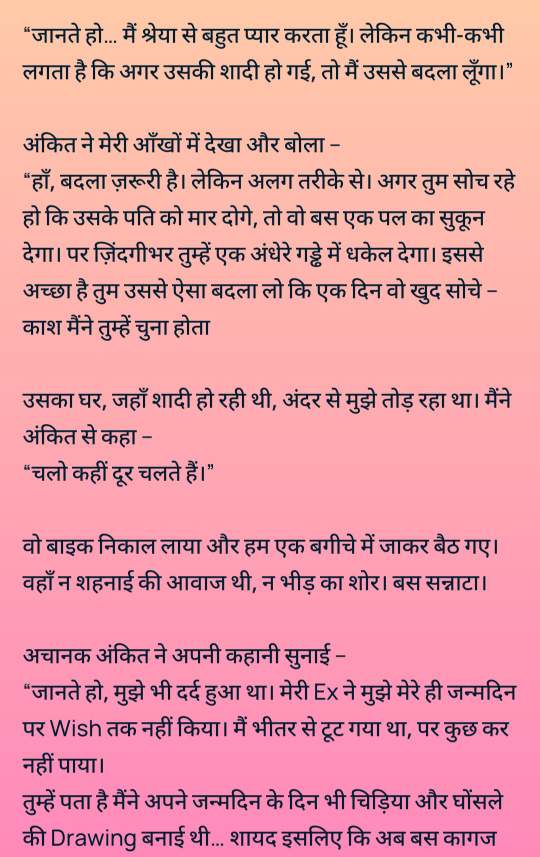 “जानते हो... मैं श्रेया से बहुत प्यार करता हूँ। लेकिन कभी-कभी
लगता है कि अगर उसकी शादी हो गई, तो मैं उससे बदला लूँगा।”
अंकित ने मेरी आँखों में देखा और बोला –
“हाँ, बदला ज़रूरी है। लेकिन अलग तरीके से। अगर तुम सोच रहे
हो कि उसके पति को मार दोगे, तो वो बस एक पल का सुकून
देगा। पर ज़िंदगीभर तुम्हें एक अंधेरे गड्ढे में धकेल देगा। इससे
अच्छा है तुम उससे ऐसा बदला लो कि एक दिन वो खुद सोचे –
काश मैंने तुम्हें चुना होता
उसका घर, जहाँ शादी हो रही थी, अंदर से मुझे तोड़ रहा था। मैंने
अंकित से कहा –
“चलो कहीं दूर चलते हैं।”
वो बाइक निकाल लाया और हम एक बगीचे में जाकर बैठ गए।
वहाँ न शहनाई की आवाज थी, न भीड़ का शोर। बस सन्नाटा।
अचानक अंकित ने अपनी कहानी सुनाई –
“जानते हो, मुझे भी दर्द हुआ था। मेरी Ex ने मुझे मेरे ही जन्मदिन
पर Wish तक नहीं किया। मैं भीतर से टूट गया था, पर कुछ कर
नहीं पाया।
तुम्हें पता है मैंने अपने जन्मदिन के दिन भी चिड़िया और घोंसले
की Drawing बनाई थी... शायद इसलिए कि अब बस कागज